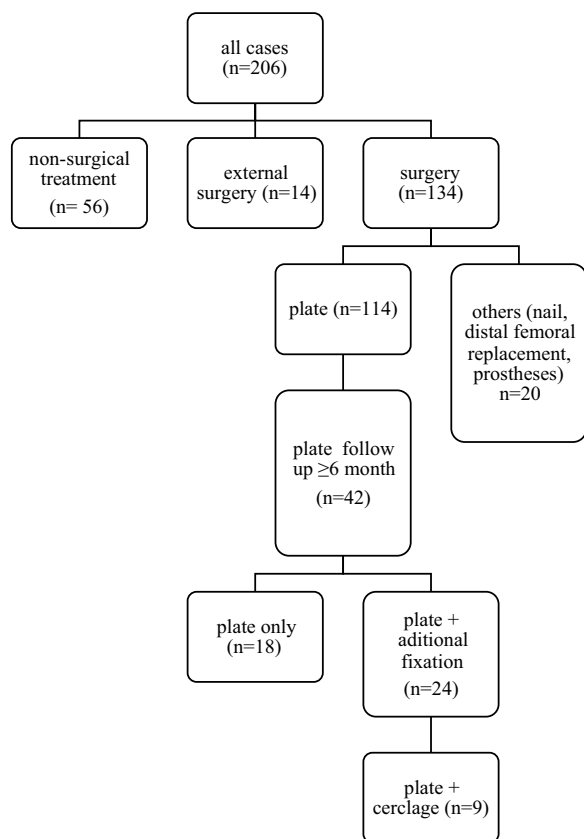 all cases
(n=206)
non-surgical
treatment
(n= 56)
external
surgery (n=14)
surgery
(n=134)
plate (n=114)
others (nail,
distal femoral
replacement,
prostheses)
n=20
plate follow
up ≥6 month
(n=42)
plate only
(n=18)
plate +
aditional
fixation
(n=24)
plate +
cerclage (n=9)